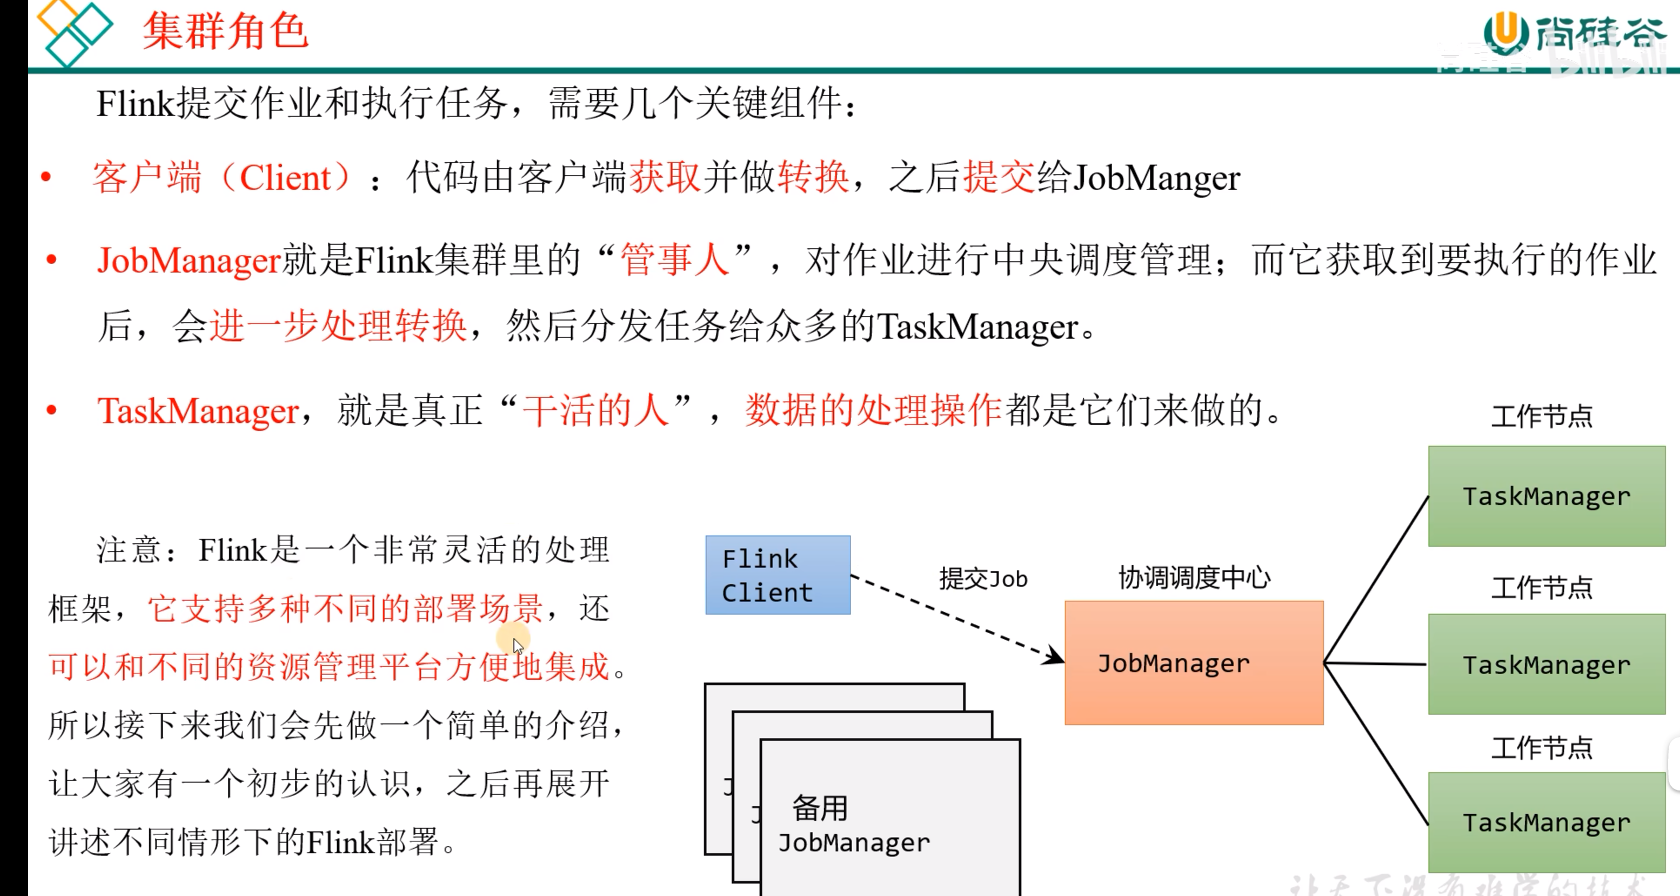 集群角色
尚硅谷
尚硅谷 bilibili
Flink提交作业和执行任务，需要几个关键组件：
• 客户端（Client）：代码由客户端获取并做转换，之后提交给JobManger
• JobManager就是Flink集群里的“管事人”，对作业进行中央调度管理；而它获取到要执行的作业
后，会进一步处理转换，然后分发任务给众多的TaskManager。
• TaskManager，就是真正“干活的人”，数据的处理操作都是它们来做的。
注意：Flink是一个非常灵活的处理
框架，它支持多种不同的部署场景，还
可以和不同的资源管理平台方便地集成。
所以接下来我们会先做一个简单的介绍，
让大家有一个初步的认识，之后再展开
讲述不同情形下的Flink部署。
Flink
Client
提交Job
协调调度中心
JobManager
工作节点
TaskManager
工作节点
TaskManager
工作节点
TaskManager
J
J
备用
JobManager
让天下没有难学的技术